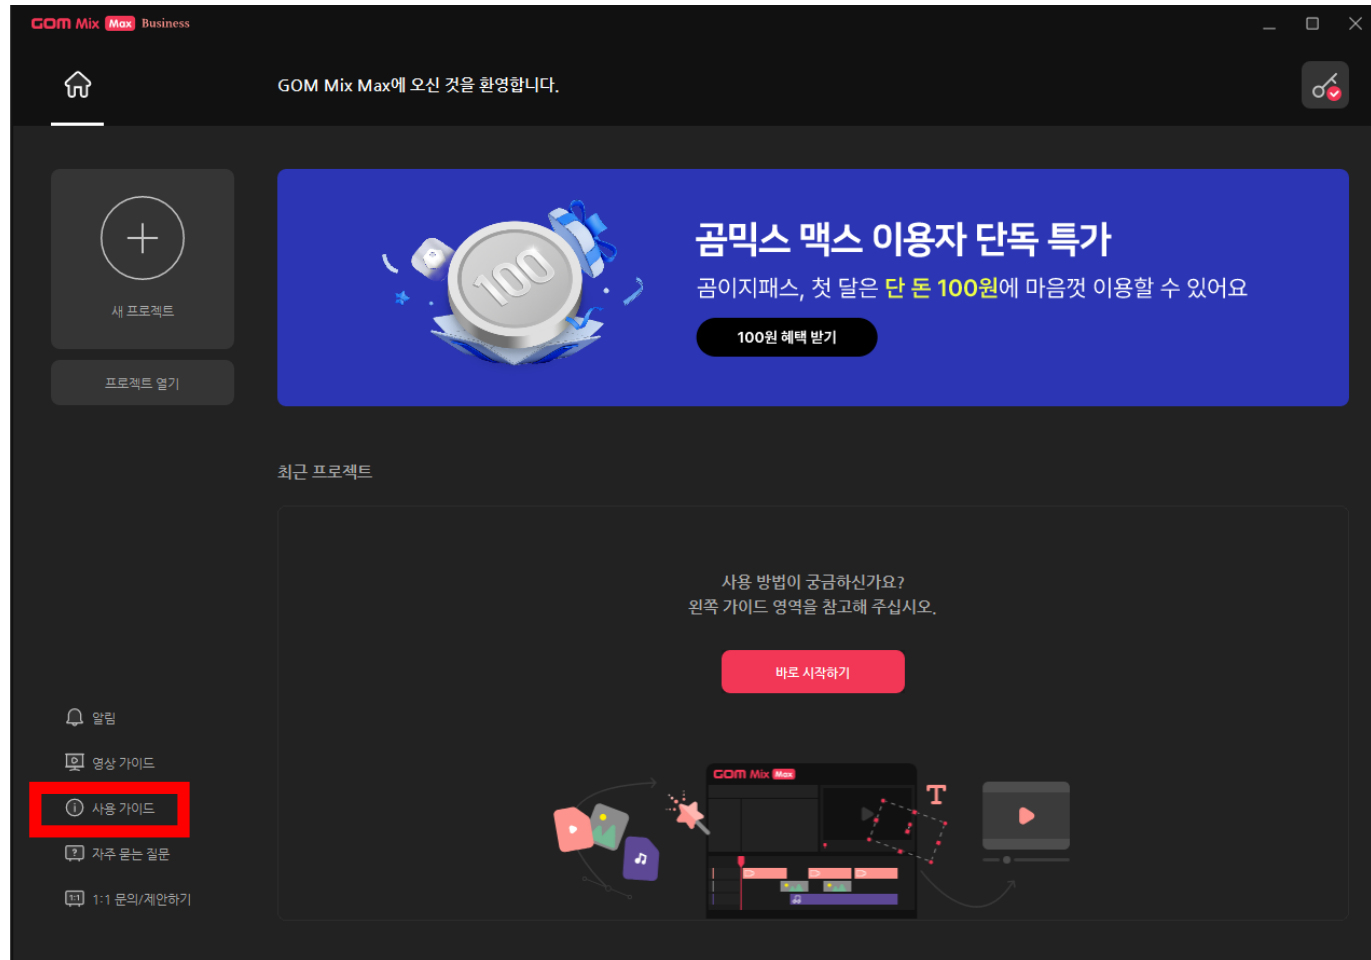 GOM Mix Max Business
GOM Mix Max에 오신 것을 환영합니다.
새 프로젝트
프로젝트 열기
100
곰믹스 맥스 이용자 단독 특가
곰이지패스, 첫 달은 단 돈 100원에 마음껏 이용할 수 있어요
100원 혜택 받기
최근 프로젝트
사용 방법이 궁금하신가요?
왼쪽 가이드 영역을 참고해 주십시오.
바로 시작하기
알림
영상 가이드
사용 가이드
자주 묻는 질문
1:1 문의/제안하기
GOM Mix Max
T